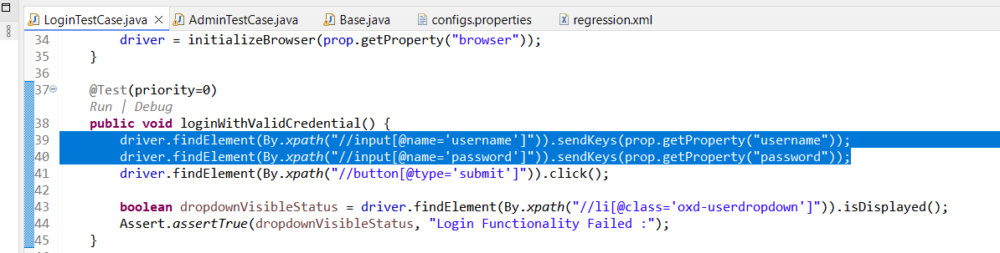 LoginTestCase.java AdminTestCase.java Base.java configs.properties regression.xml
34 driver = initializeBrowser(prop.getProperty("browser"));
35 }
36
37 @Test(priority=0)
Run | Debug
38 public void loginWithValidCredential() {
39 driver.findElement(By.xpath("//input[@name='username']")).sendKeys(prop.getProperty("username"));
40 driver.findElement(By.xpath("//input[@name='password']")).sendKeys(prop.getProperty("password"));
41 driver.findElement(By.xpath("//button[@type='submit']")).click();
42
43 boolean dropdownVisibleStatus = driver.findElement(By.xpath("//li[@class='oxd-userdropdown']")).isDisplayed();
44 Assert.assertTrue(dropdownVisibleStatus, "Login Functionality Failed :");
45 }